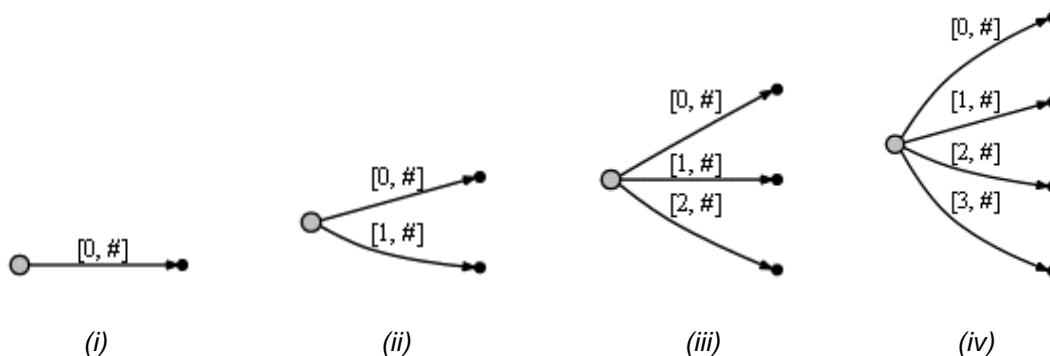 [0, #]
(i)
[0, #]
[1, #]
(ii)
[0, #]
[1, #]
[2, #]
(iii)
[0, #]
[1, #]
[2, #]
[3, #]
(iv)